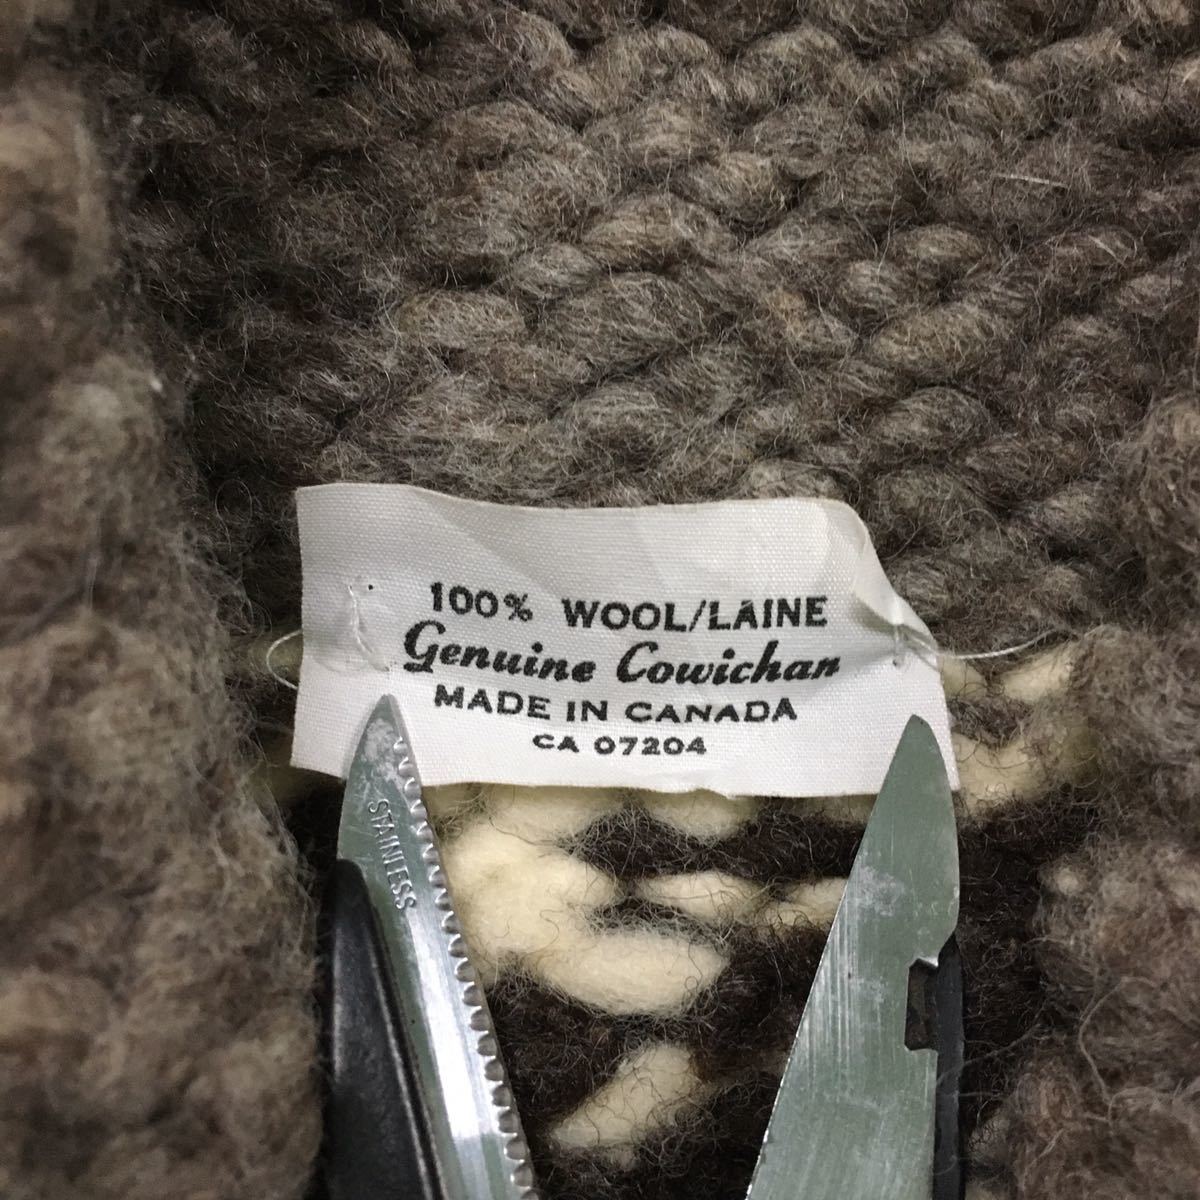 100% WOOL/LAINE
Genuine Cowichan
MADE IN CANADA
CA 07204
STAINLESS